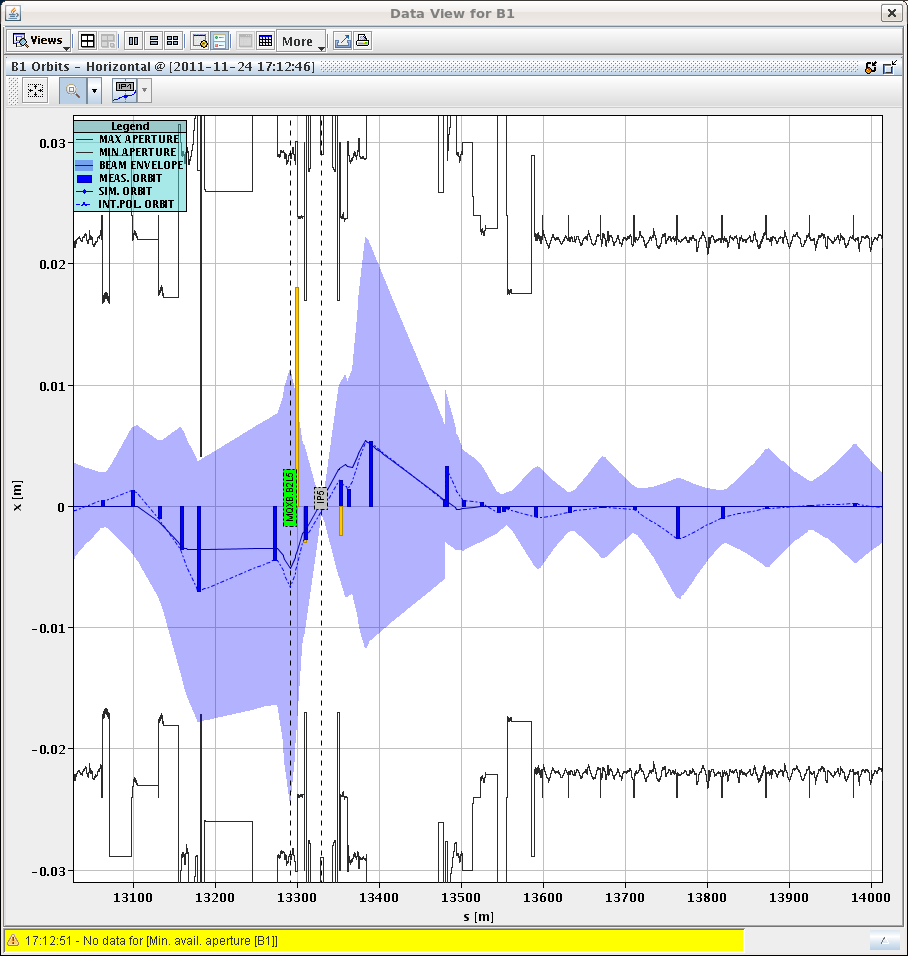 Data View for B1
Views
More
B1 Orbits - Horizontal @ [2011-11-24 17:12:46]
IP4
Legend
MAX APERTURE
MIN.APERTURE
BEAM ENVELOPE
MEAS. ORBIT
SIM. ORBIT
INT.POL. ORBIT
0.03
0.02
0.01
0
-0.01
-0.02
-0.03
x [m]
MQXB.B2L5
IP5
13100 13200 13300 13400 13500 13600 13700 13800 13900 14000
s [m]
17:12:51 - No data for [Min. avail. aperture [B1]]